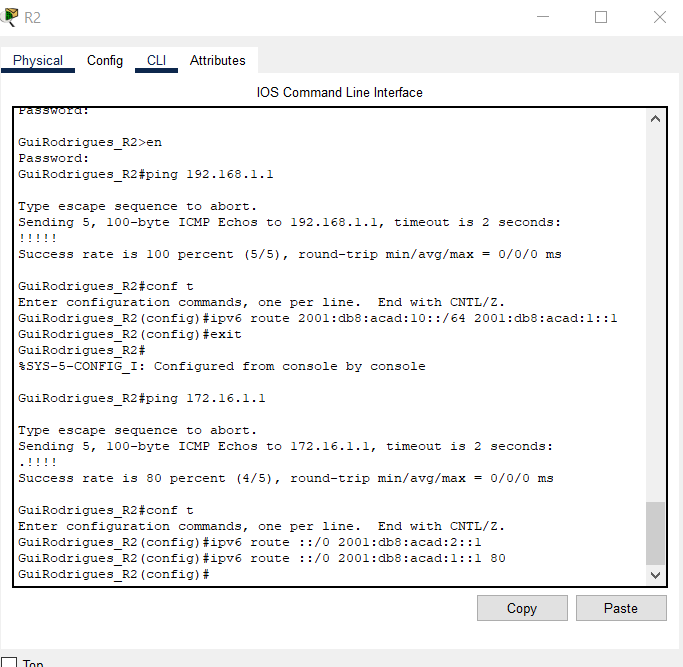 R2
Physical Config CLI Attributes
IOS Command Line Interface
Password:
GuiRodrigues_R2>en
Password:
GuiRodrigues_R2#ping 192.168.1.1
Type escape sequence to abort.
Sending 5, 100-byte ICMP Echos to 192.168.1.1, timeout is 2 seconds:
!!!!!
Success rate is 100 percent (5/5), round-trip min/avg/max = 0/0/0 ms
GuiRodrigues_R2#conf t
Enter configuration commands, one per line.  End with CNTL/Z.
GuiRodrigues_R2(config)#ipv6 route 2001:db8:acad:10::/64 2001:db8:acad:1::1
GuiRodrigues_R2(config)#exit
GuiRodrigues_R2#
%SYS-5-CONFIG_I: Configured from console by console
GuiRodrigues_R2#ping 172.16.1.1
Type escape sequence to abort.
Sending 5, 100-byte ICMP Echos to 172.16.1.1, timeout is 2 seconds:
.!!!!
Success rate is 80 percent (4/5), round-trip min/avg/max = 0/0/0 ms
GuiRodrigues_R2#conf t
Enter configuration commands, one per line.  End with CNTL/Z.
GuiRodrigues_R2(config)#ipv6 route ::/0 2001:db8:acad:2::1
GuiRodrigues_R2(config)#ipv6 route ::/0 2001:db8:acad:1::1 80
GuiRodrigues_R2(config)#
Copy Paste
Top